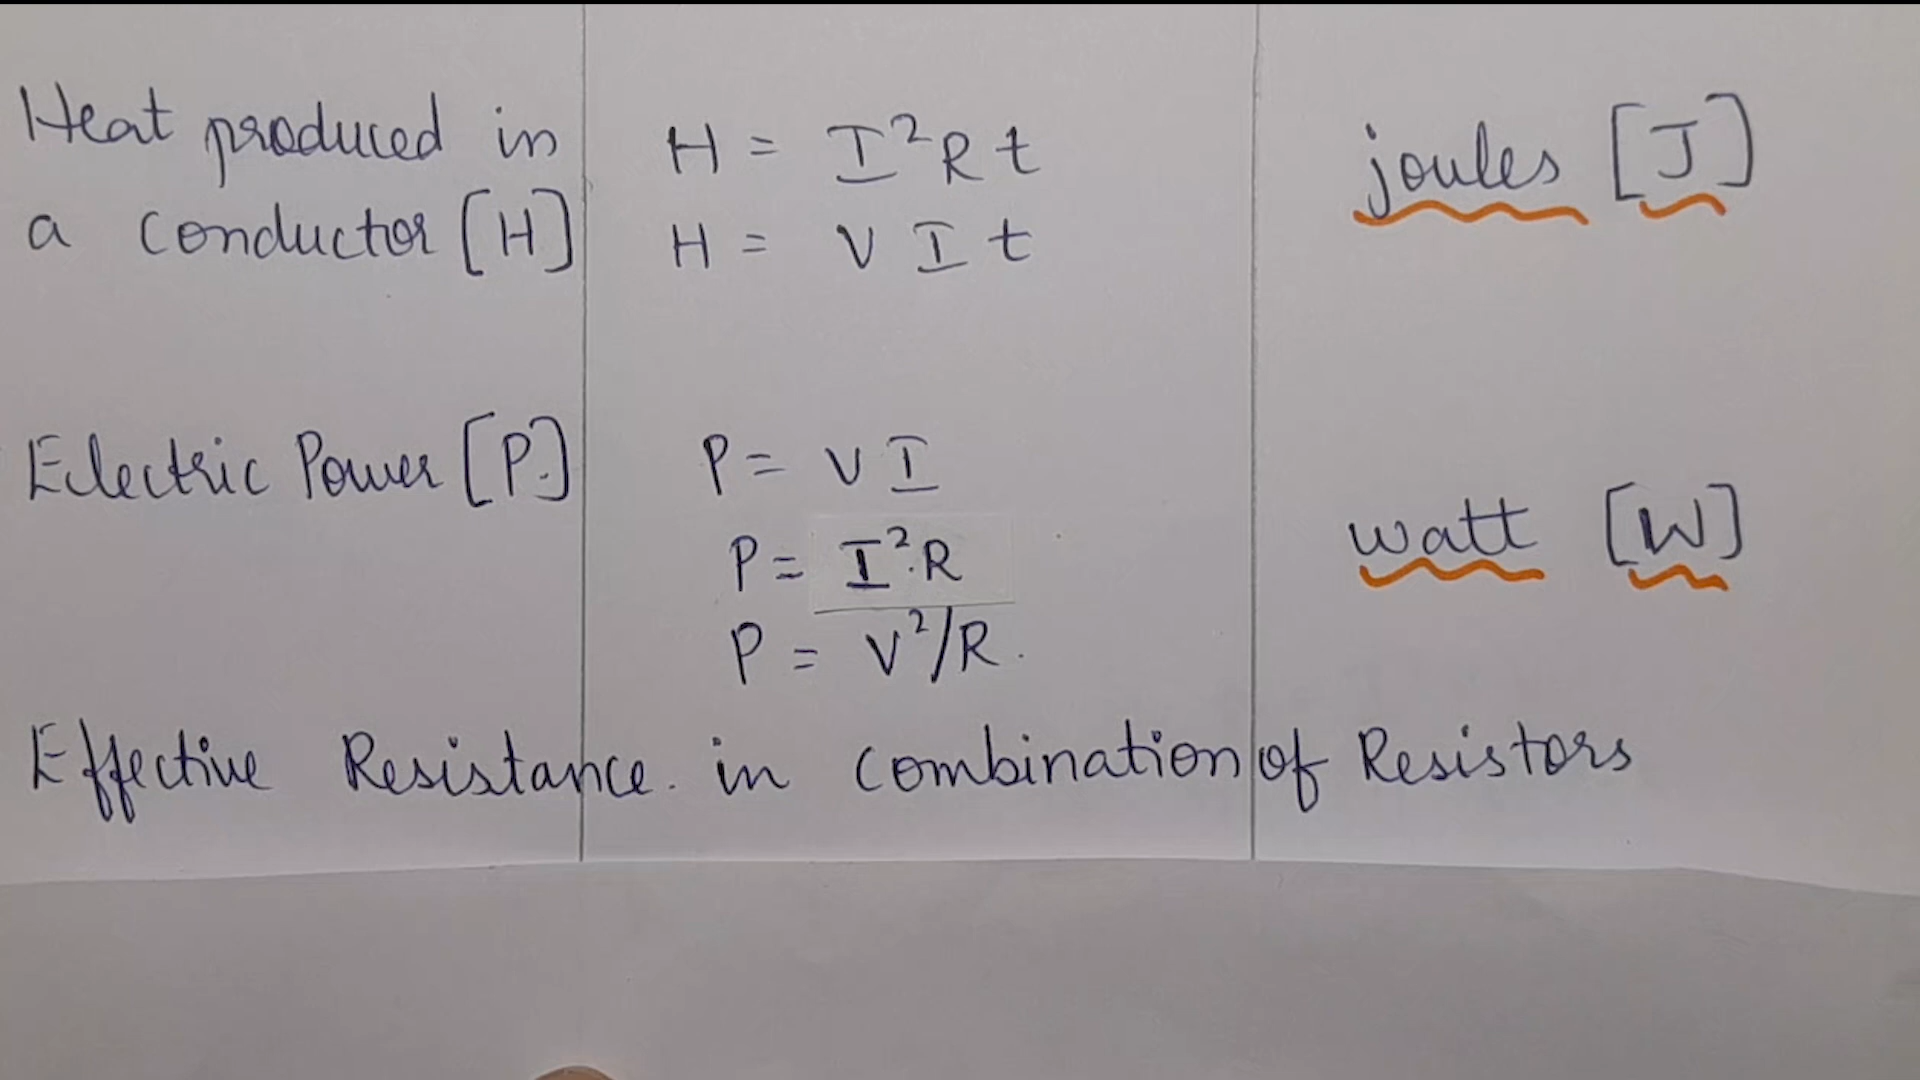 Heat produced in
a conductor [H]
H = I²Rt
H = VIt
joules [J]
Electric Power [P]
P = VI
P = I².R
P = V²/R.
watt [W]
Effective Resistance. in combination of Resistors